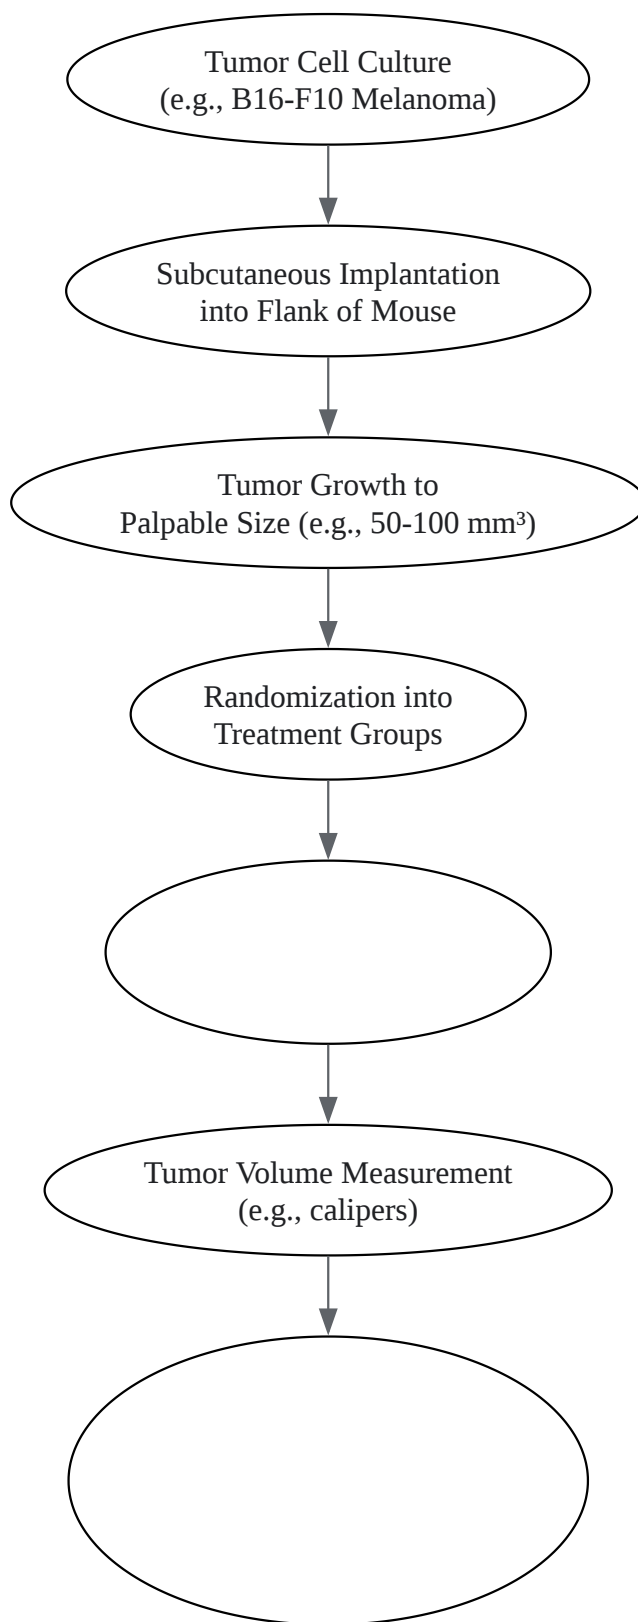 Tumor Cell Culture
(e.g., B16-F10 Melanoma)
Subcutaneous Implantation
into Flank of Mouse
Tumor Growth to
Palpable Size (e.g., 50-100 mm³)
Randomization into
Treatment Groups
Tumor Volume Measurement
(e.g., calipers)